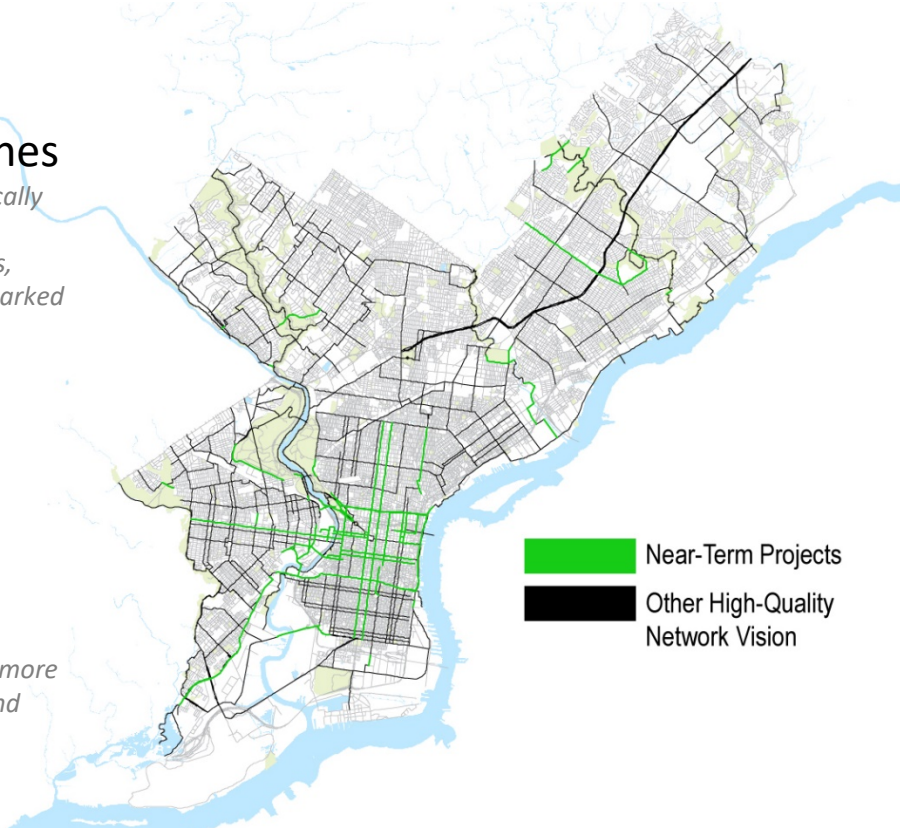 nes
cally
s,
arked
more
nd
Near-Term Projects
Other High-Quality
Network Vision